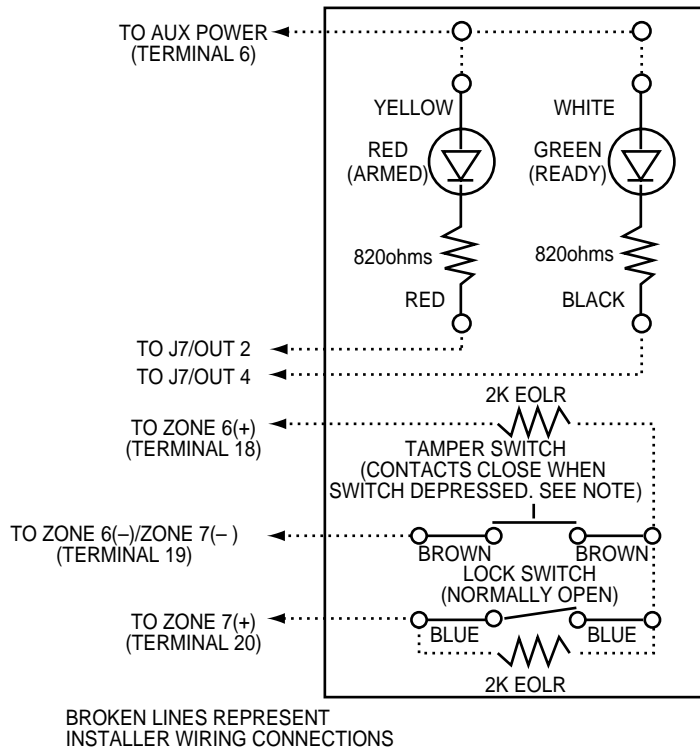 TO AUX POWER
(TERMINAL 6)
YELLOW
WHITE
RED
(ARMED)
GREEN
(READY)
820ohms
820ohms
RED
BLACK
TO J7/OUT 2
TO J7/OUT 4
2K EOLR
TO ZONE 6(+)
(TERMINAL 18)
TAMPER SWITCH
(CONTACTS CLOSE WHEN
SWITCH DEPRESSED. SEE NOTE)
TO ZONE 6(–)/ZONE 7(– )
(TERMINAL 19)
BROWN
BROWN
LOCK SWITCH
(NORMALLY OPEN)
TO ZONE 7(+)
(TERMINAL 20)
BLUE
BLUE
2K EOLR
BROKEN LINES REPRESENT
INSTALLER WIRING CONNECTIONS